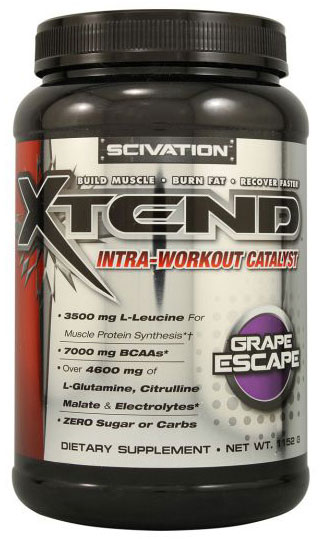 SCIVATION
BUILD MUSCLE • BURN FAT • RECOVER FASTER
XTEND
INTRA-WORKOUT CATALYST
• 3500 mg L-Leucine For
Muscle Protein Synthesis*†
• 7000 mg BCAAs*
• Over 4600 mg of
L-Glutamine, Citrulline
Malate & Electrolytes*
• ZERO Sugar or Carbs
GRAPE
ESCAPE
DIETARY SUPPLEMENT • NET WT. 1152 G